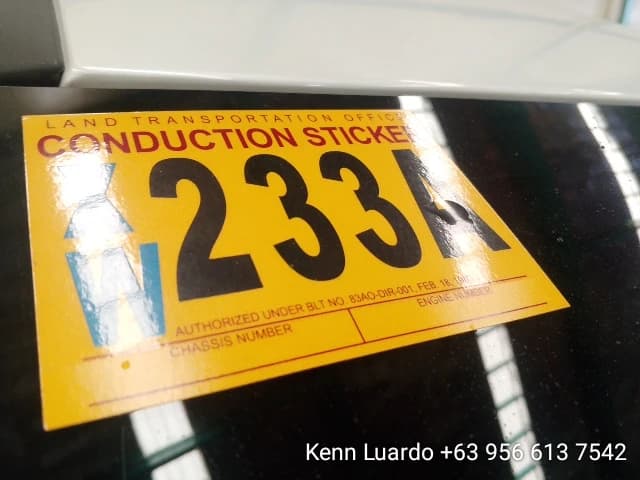 LAND TRANSPORTATION OFFICE
CONDUCTION STICKER
233A
AUTHORIZED UNDER BLT NO. 83AO-DIR-001, FEB. 18,
CHASSIS NUMBER
ENGINE NUMBER
Kenn Luardo +63 956 613 7542